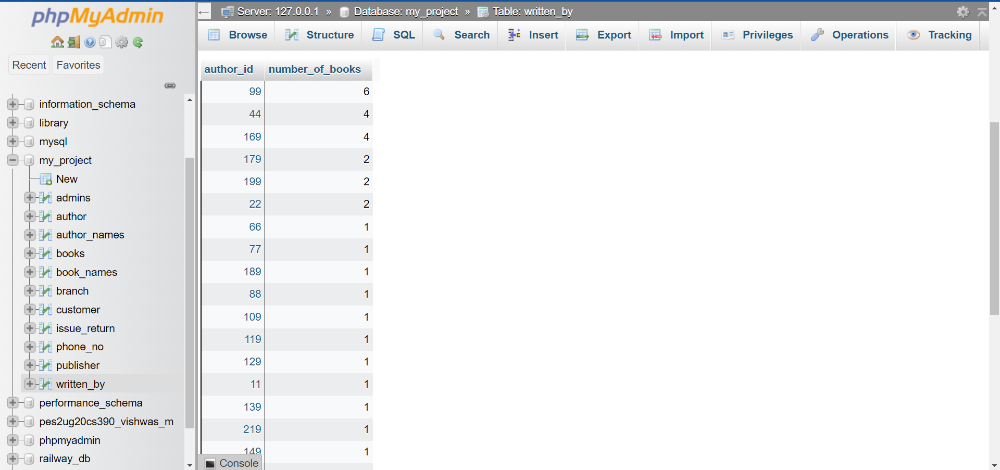 phpMyAdmin
Recent Favorites
information_schema
library
mysql
my_project
New
admins
author
author_names
books
book_names
branch
customer
issue_return
phone_no
publisher
written_by
performance_schema
pes2ug20cs390_vishwas_m
phpmyadmin
railway_db
← Server: 127.0.0.1 » Database: my_project » Table: written_by
Browse Structure SQL Search Insert Export Import Privileges Operations Tracking
author_id number_of_books
99 6
44 4
169 4
179 2
199 2
22 2
66 1
77 1
189 1
88 1
109 1
119 1
129 1
11 1
139 1
219 1
149 1
Console